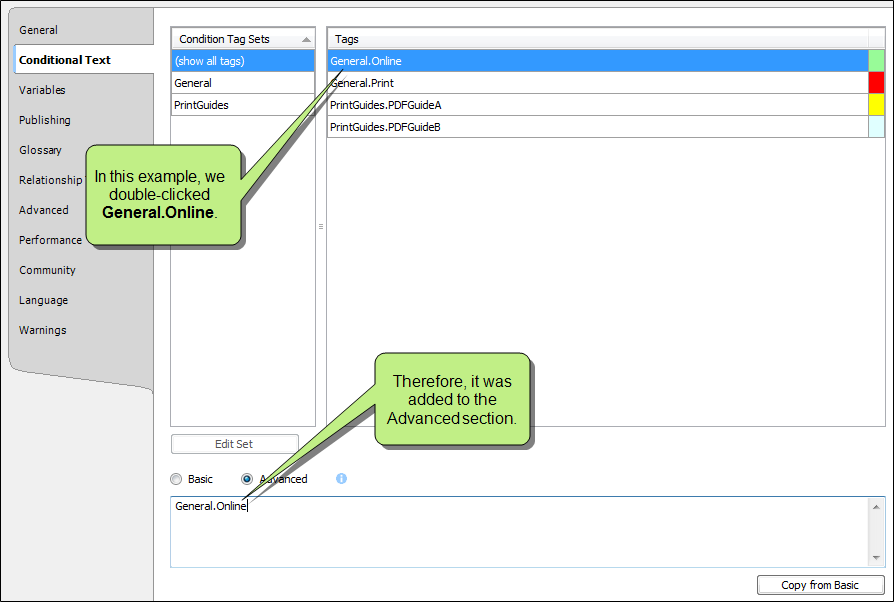 General
Conditional Text
Variables
Publishing
Glossary
Relationship
Advanced
Performance
Community
Language
Warnings
Condition Tag Sets
(show all tags)
General
PrintGuides
Tags
General.Online
General.Print
PrintGuides.PDFGuideA
PrintGuides.PDFGuideB
In this example, we
double-clicked
General.Online.
Therefore, it was
added to the
Advanced section.
Edit Set
Basic
Advanced
General.Online
Copy from Basic